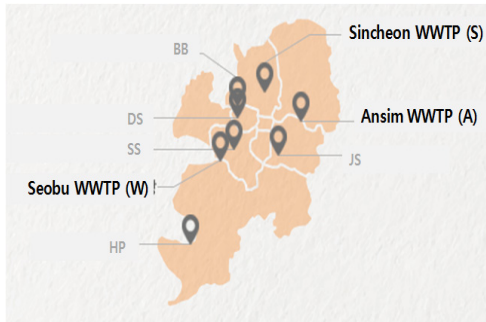 Sincheon WWTP (S)
BB
Ansim WWTP (A)
DS
SS
JS
Seobu WWTP (W)
HP